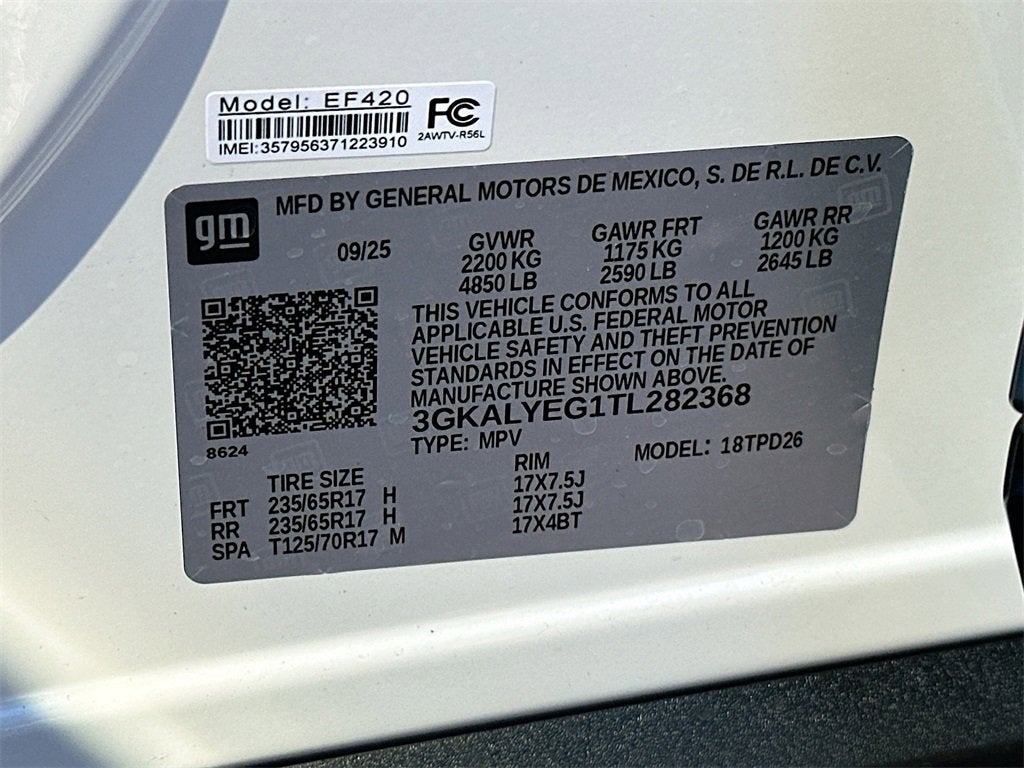 Model: EF420
FC
2AWTV-R56L
IMEI:357956371223910
gm
MFD BY GENERAL MOTORS DE MEXICO, S. DE R.L. DE C.V.
09/25
GVWR
2200 KG
4850 LB
GAWR FRT
1175 KG
2590 LB
GAWR RR
1200 KG
2645 LB
THIS VEHICLE CONFORMS TO ALL
APPLICABLE U.S. FEDERAL MOTOR
VEHICLE SAFETY AND THEFT PREVENTION
STANDARDS IN EFFECT ON THE DATE OF
MANUFACTURE SHOWN ABOVE.
3GKALYEG1TL282368
TYPE: MPV
MODEL: 18TPD26
8624
TIRE SIZE RIM
FRT 235/65R17 H 17X7.5J
RR 235/65R17 H 17X7.5J
SPA T125/70R17 M 17X4BT